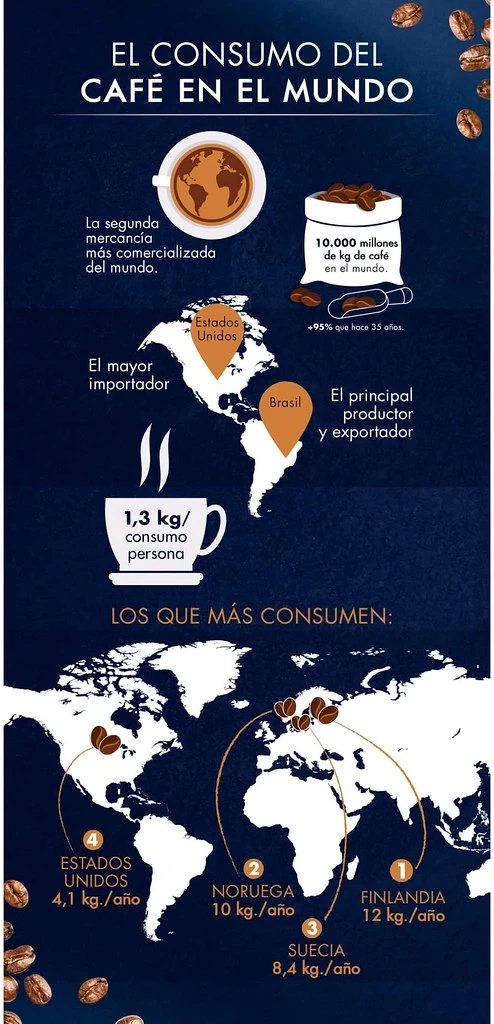 EL CONSUMO DEL
CAFÉ EN EL MUNDO
La segunda
mercancía
más comercializada
del mundo.
10.000 millones
de kg de café
en el mundo.
+95% que hace 35 años.
Estados
Unidos
El mayor
importador
Brasil
El principal
productor
y exportador
1,3 kg/
consumo
persona
LOS QUE MÁS CONSUMEN:
4
ESTADOS
UNIDOS
4,1 kg./año
2
NORUEGA
10 kg./año
1
FINLANDIA
12 kg./año
3
SUECIA
8,4 kg./año